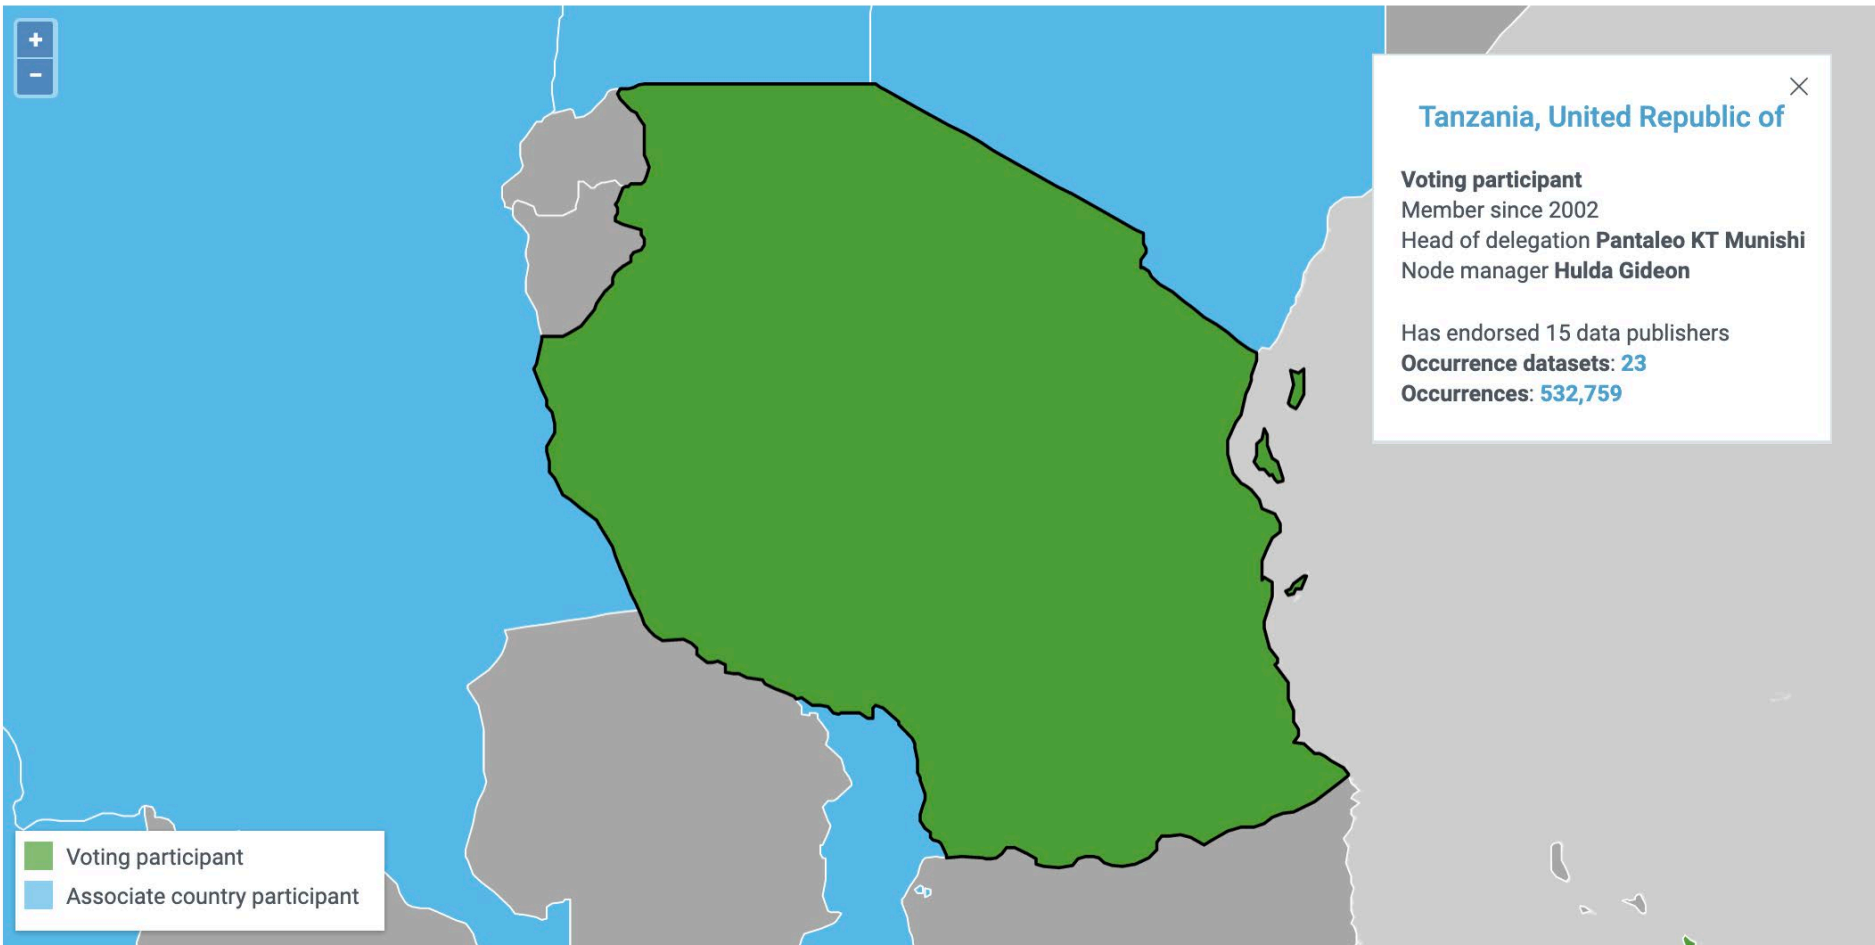 +
−
Tanzania, United Republic of
Voting participant
Member since 2002
Head of delegation Pantaleo KT Munishi
Node manager Hulda Gideon
Has endorsed 15 data publishers
Occurrence datasets: 23
Occurrences: 532,759
Voting participant
Associate country participant